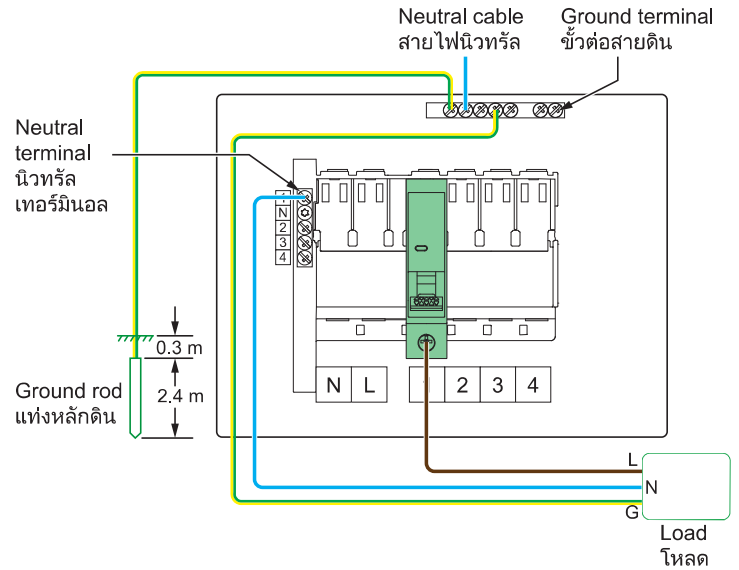 Neutral cable
สายไฟนิวทรัล
Ground terminal
ขั้วต่อสายดิน
Neutral
terminal
นิวทรัล
เทอร์มินอล
1
N
2
3
4
0.3 m
2.4 m
Ground rod
แท่งหลักดิน
N L 1 2 3 4
L
N
G
Load
โหลด